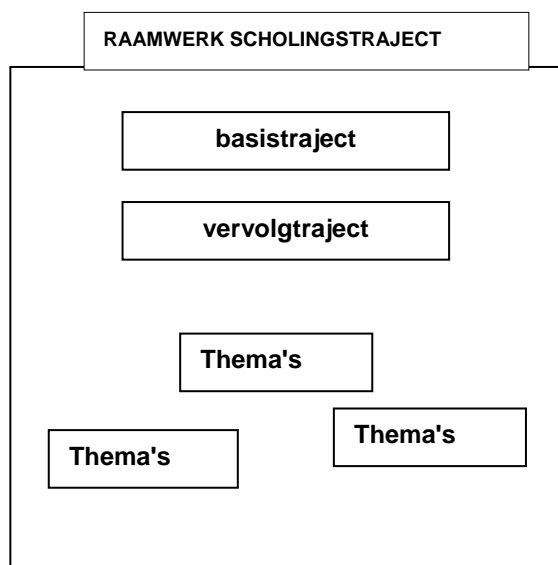 RAAMWERK SCHOLINGSTRAJECT
basistraject
vervolgtraject
Thema's
Thema's
Thema's